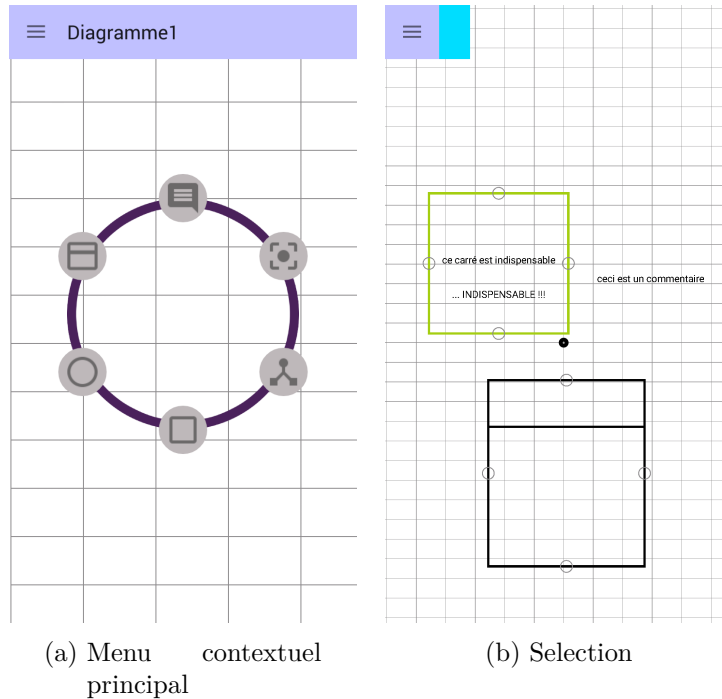 Diagramme1
ce carré est indispensable
... INDISPENSABLE !!!
ceci est un commentaire
(a) Menu contextuel
principal
(b) Selection